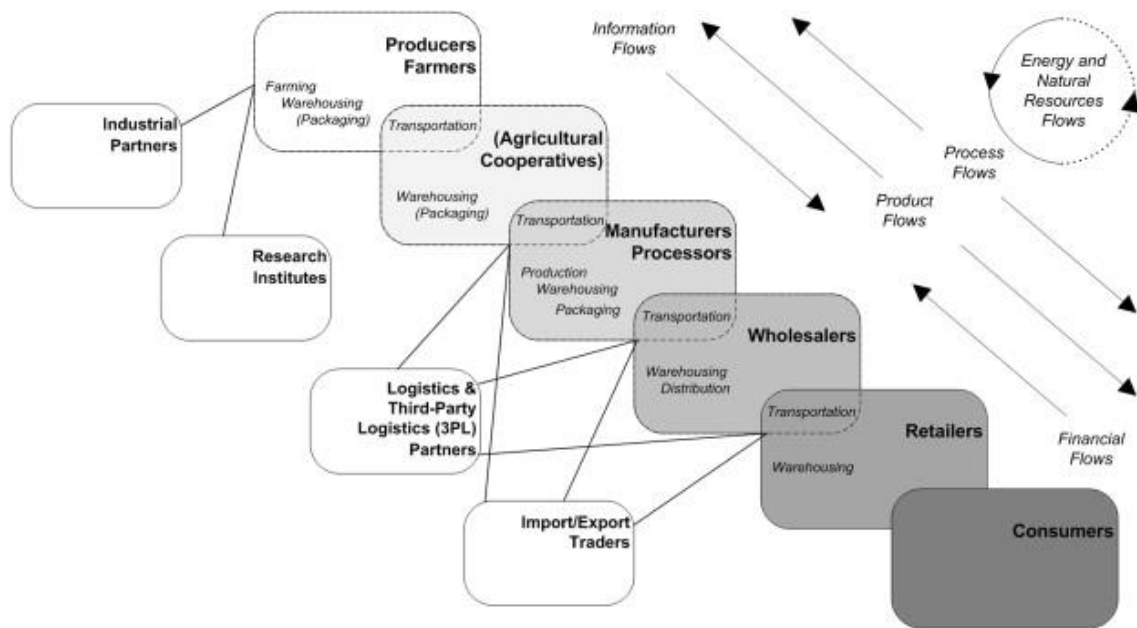 Producers
Farmers
Farming
Warehousing
(Packaging)
Industrial
Partners
Transportation
(Agricultural
Cooperatives)
Warehousing
(Packaging)
Research
Institutes
Transportation
Manufacturers
Processors
Production
Warehousing
Packaging
Transportation
Wholesalers
Warehousing
Distribution
Logistics &
Third-Party
Logistics (3PL)
Partners
Transportation
Retailers
Warehousing
Import/Export
Traders
Consumers
Information
Flows
Product
Flows
Process
Flows
Financial
Flows
Energy and
Natural
Resources
Flows